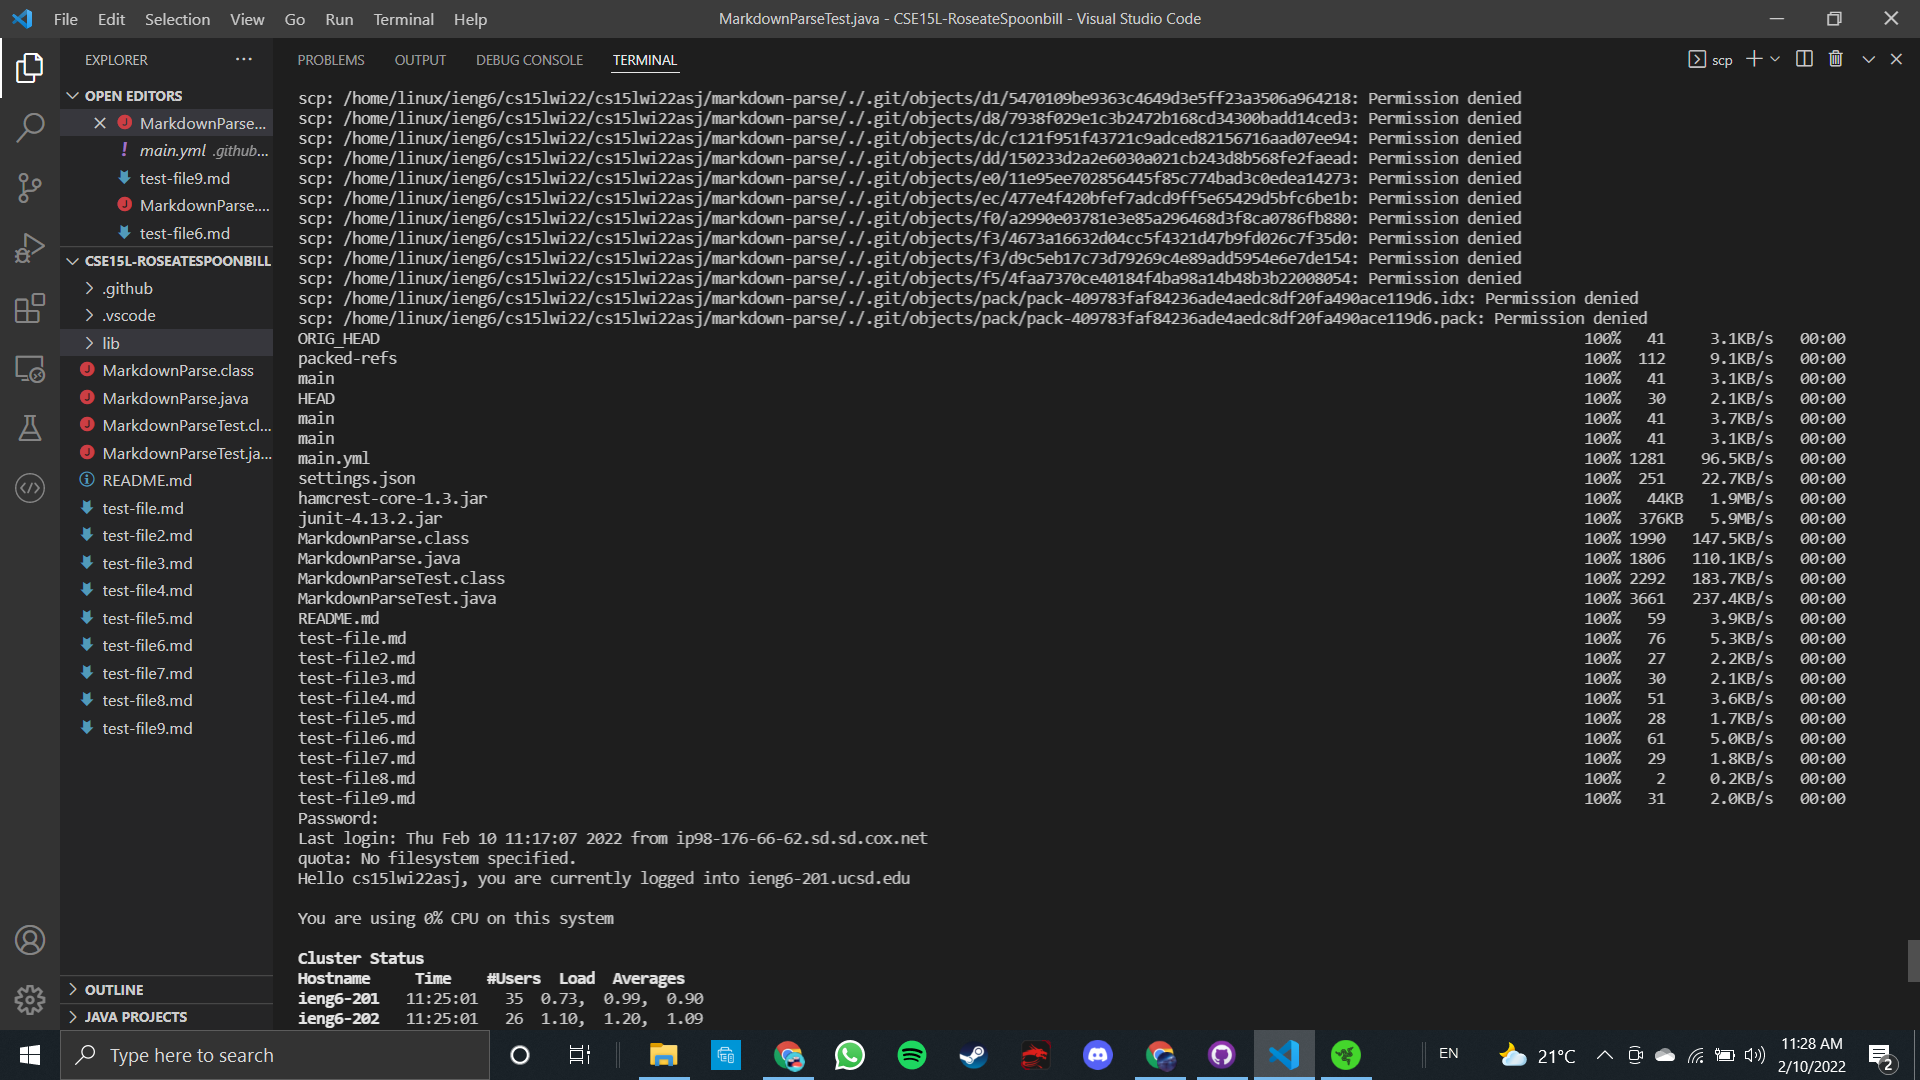 File Edit Selection View Go Run Terminal Help
MarkdownParseTest.java - CSE15L-RoseateSpoonbill - Visual Studio Code
EXPLORER
OPEN EDITORS
MarkdownParse...
main.yml .github...
test-file9.md
MarkdownParse....
test-file6.md
CSE15L-ROSEATESPOONBILL
.github
.vscode
lib
MarkdownParse.class
MarkdownParse.java
MarkdownParseTest.cl...
MarkdownParseTest.ja...
README.md
test-file.md
test-file2.md
test-file3.md
test-file4.md
test-file5.md
test-file6.md
test-file7.md
test-file8.md
test-file9.md
OUTLINE
JAVA PROJECTS
PROBLEMS OUTPUT DEBUG CONSOLE TERMINAL
scp
scp: /home/linux/ieng6/cs15lwi22/cs15lwi22asj/markdown-parse/./.git/objects/d1/5470109be9363c4649d3e5ff23a3506a964218: Permission denied
scp: /home/linux/ieng6/cs15lwi22/cs15lwi22asj/markdown-parse/./.git/objects/d8/7938f029e1c3b2472b168cd34300badd14ced3: Permission denied
scp: /home/linux/ieng6/cs15lwi22/cs15lwi22asj/markdown-parse/./.git/objects/dc/c121f951f43721c9adced82156716aad07ee94: Permission denied
scp: /home/linux/ieng6/cs15lwi22/cs15lwi22asj/markdown-parse/./.git/objects/dd/150233d2a2e6030a021cb243d8b568fe2faead: Permission denied
scp: /home/linux/ieng6/cs15lwi22/cs15lwi22asj/markdown-parse/./.git/objects/e0/11e95ee702856445f85c774bad3c0edea14273: Permission denied
scp: /home/linux/ieng6/cs15lwi22/cs15lwi22asj/markdown-parse/./.git/objects/ec/477e4f420bfef7adcd9ff5e65429d5bfc6be1b: Permission denied
scp: /home/linux/ieng6/cs15lwi22/cs15lwi22asj/markdown-parse/./.git/objects/f0/a2990e03781e3e85a296468d3f8ca0786fb880: Permission denied
scp: /home/linux/ieng6/cs15lwi22/cs15lwi22asj/markdown-parse/./.git/objects/f3/4673a16632d04cc5f4321d47b9fd026c7f35d0: Permission denied
scp: /home/linux/ieng6/cs15lwi22/cs15lwi22asj/markdown-parse/./.git/objects/f3/d9c5eb17c73d79269c4e89add5954e6e7de154: Permission denied
scp: /home/linux/ieng6/cs15lwi22/cs15lwi22asj/markdown-parse/./.git/objects/f5/4faa7370ce40184f4ba98a14b48b3b22008054: Permission denied
scp: /home/linux/ieng6/cs15lwi22/cs15lwi22asj/markdown-parse/./.git/objects/pack/pack-409783faf84236ade4aedc8df20fa490ace119d6.idx: Permission denied
scp: /home/linux/ieng6/cs15lwi22/cs15lwi22asj/markdown-parse/./.git/objects/pack/pack-409783faf84236ade4aedc8df20fa490ace119d6.pack: Permission denied
ORIG_HEAD 100% 41 3.1KB/s 00:00
packed-refs 100% 112 9.1KB/s 00:00
main 100% 41 3.1KB/s 00:00
HEAD 100% 30 2.1KB/s 00:00
main 100% 41 3.7KB/s 00:00
main 100% 41 3.1KB/s 00:00
main.yml 100% 1281 96.5KB/s 00:00
settings.json 100% 251 22.7KB/s 00:00
hamcrest-core-1.3.jar 100% 44KB 1.9MB/s 00:00
junit-4.13.2.jar 100% 376KB 5.9MB/s 00:00
MarkdownParse.class 100% 1990 147.5KB/s 00:00
MarkdownParse.java 100% 1806 110.1KB/s 00:00
MarkdownParseTest.class 100% 2292 183.7KB/s 00:00
MarkdownParseTest.java 100% 3661 237.4KB/s 00:00
README.md 100% 59 3.9KB/s 00:00
test-file.md 100% 76 5.3KB/s 00:00
test-file2.md 100% 27 2.2KB/s 00:00
test-file3.md 100% 30 2.1KB/s 00:00
test-file4.md 100% 51 3.6KB/s 00:00
test-file5.md 100% 28 1.7KB/s 00:00
test-file6.md 100% 61 5.0KB/s 00:00
test-file7.md 100% 29 1.8KB/s 00:00
test-file8.md 100% 2 0.2KB/s 00:00
test-file9.md 100% 31 2.0KB/s 00:00
Password:
Last login: Thu Feb 10 11:17:07 2022 from ip98-176-66-62.sd.sd.cox.net
quota: No filesystem specified.
Hello cs15lwi22asj, you are currently logged into ieng6-201.ucsd.edu
You are using 0% CPU on this system
Cluster Status
Hostname Time #Users Load Averages
ieng6-201 11:25:01 35 0.73, 0.99, 0.90
ieng6-202 11:25:01 26 1.10, 1.20, 1.09
Type here to search
EN
21°C
11:28 AM
2/10/2022
2